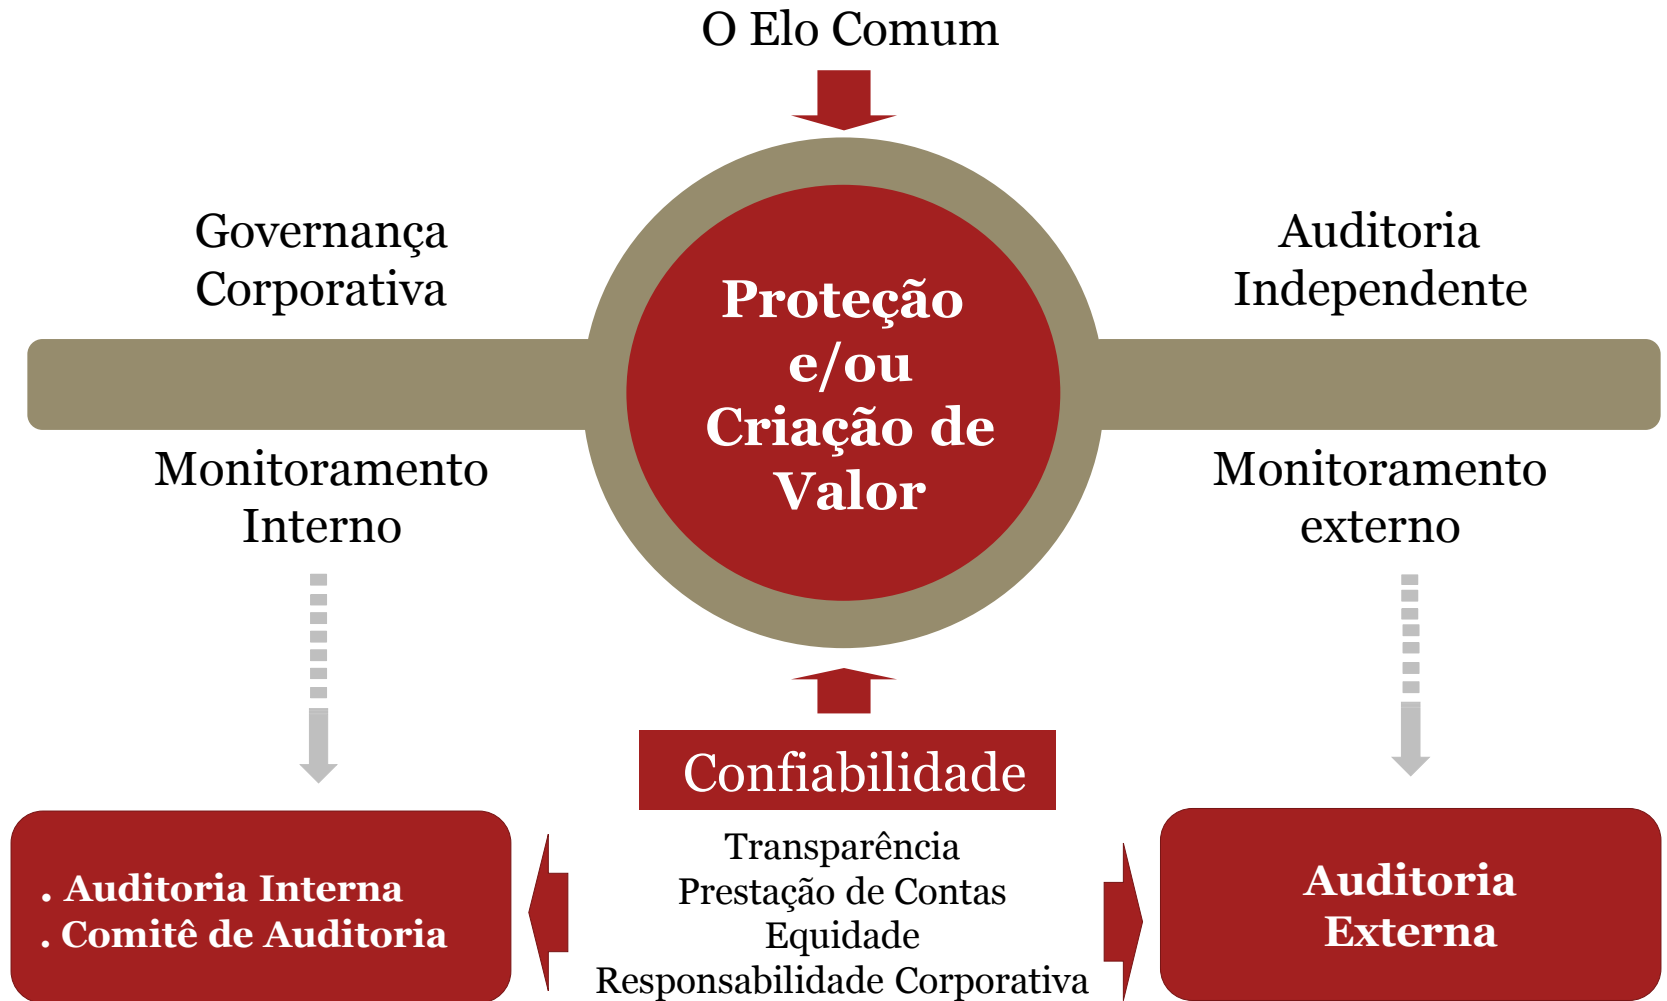 O Elo Comum
Governança
Corporativa
Auditoria
Independente
Proteção
e/ou
Criação de
Valor
Monitoramento
Interno
Monitoramento
externo
Confiabilidade
Transparência
Prestação de Contas
Equidade
Responsabilidade Corporativa
. Auditoria Interna
. Comitê de Auditoria
Auditoria
Externa